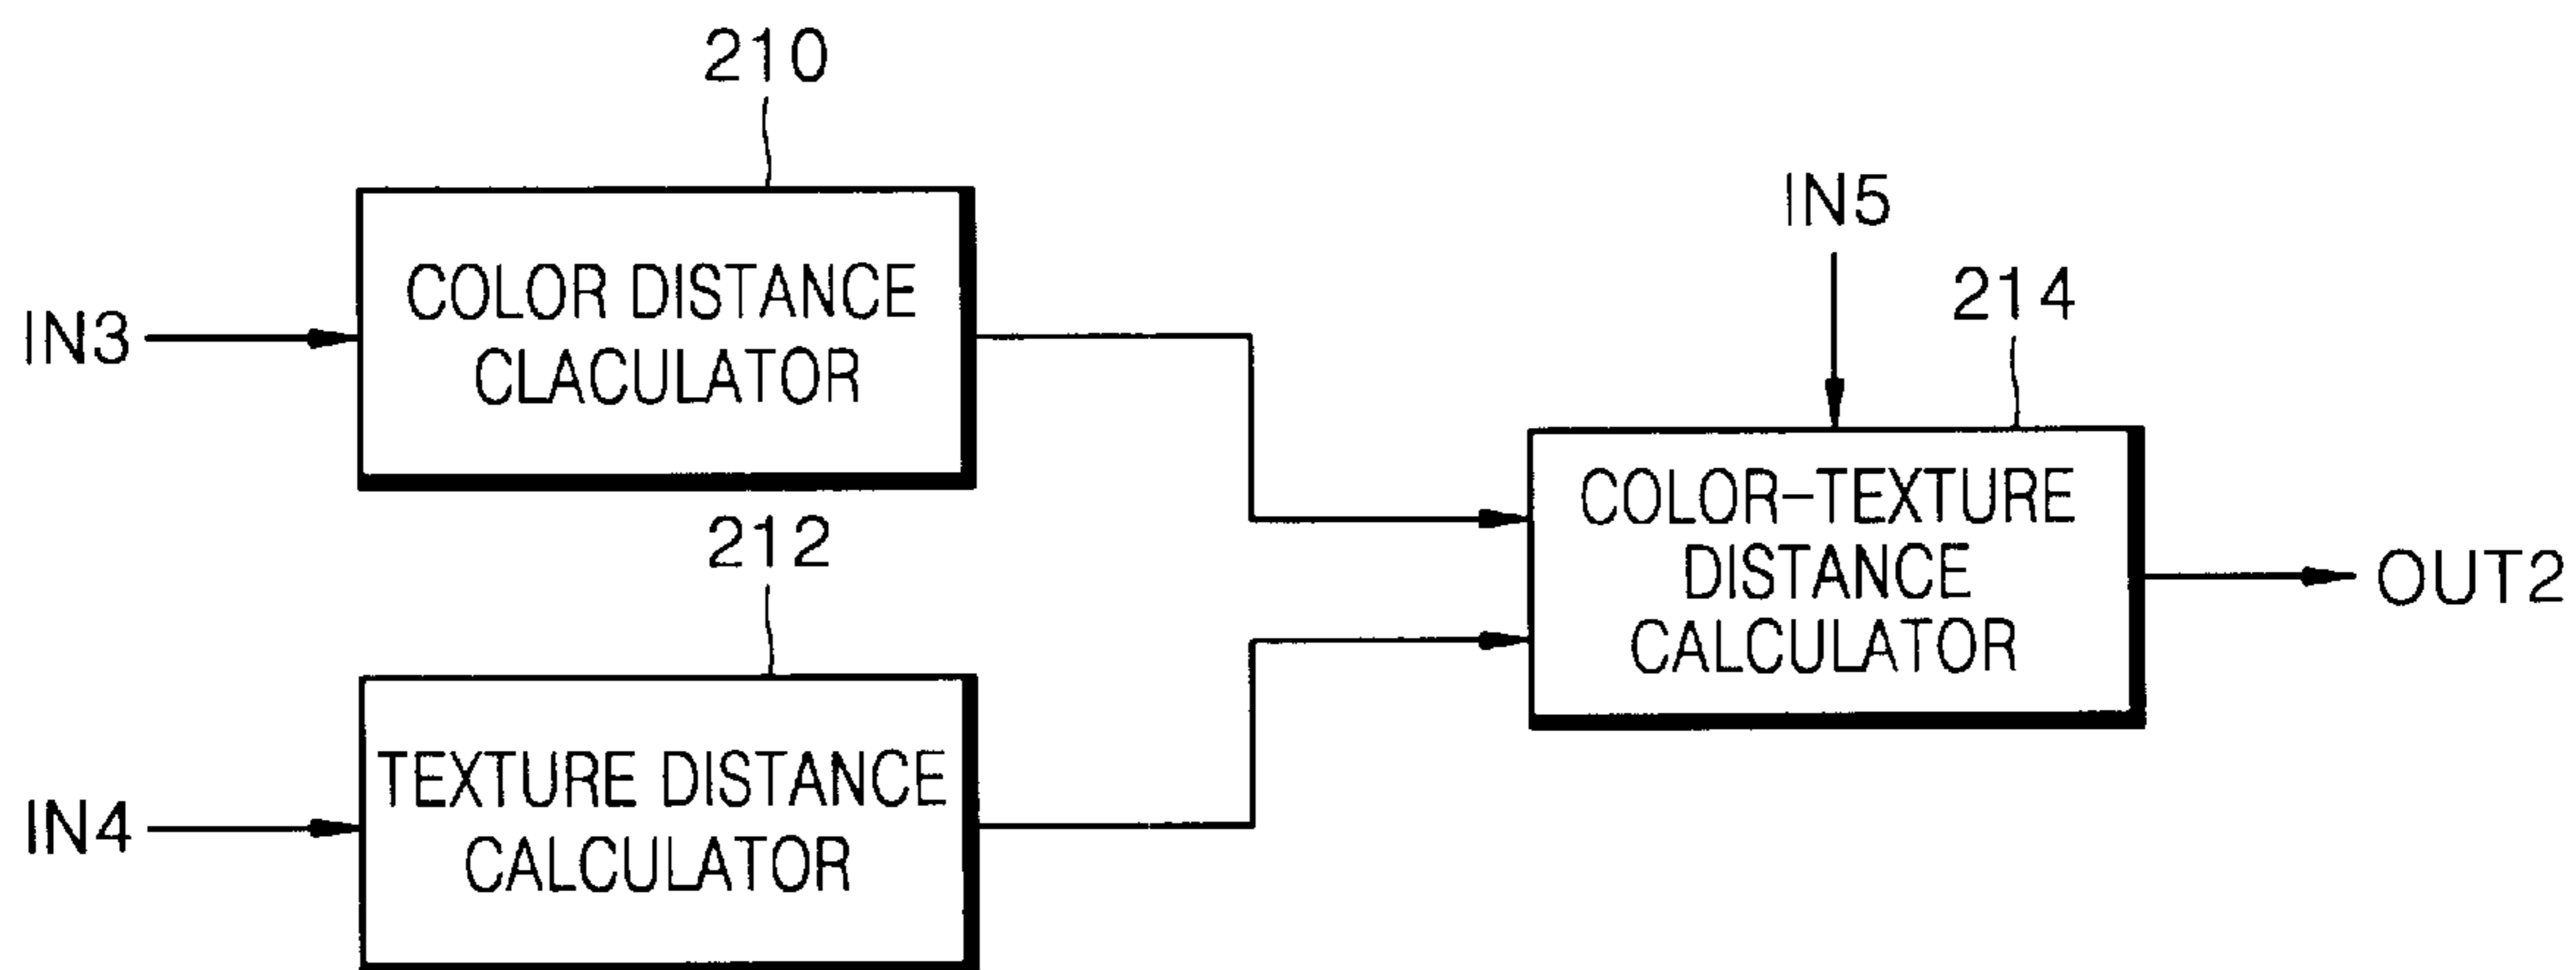 210
IN3
COLOR DISTANCE
CLACULATOR
IN5
214
COLOR-TEXTURE
DISTANCE
CALCULATOR
OUT2
212
IN4
TEXTURE DISTANCE
CALCULATOR